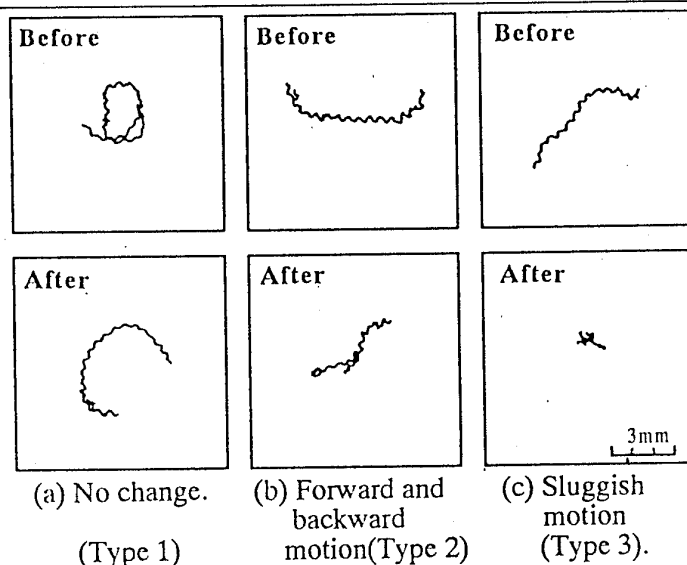 Before
Before
Before
After
After
After
3mm
(a) No change.
(Type 1)
(b) Forward and
backward
motion(Type 2)
(c) Sluggish
motion
(Type 3).